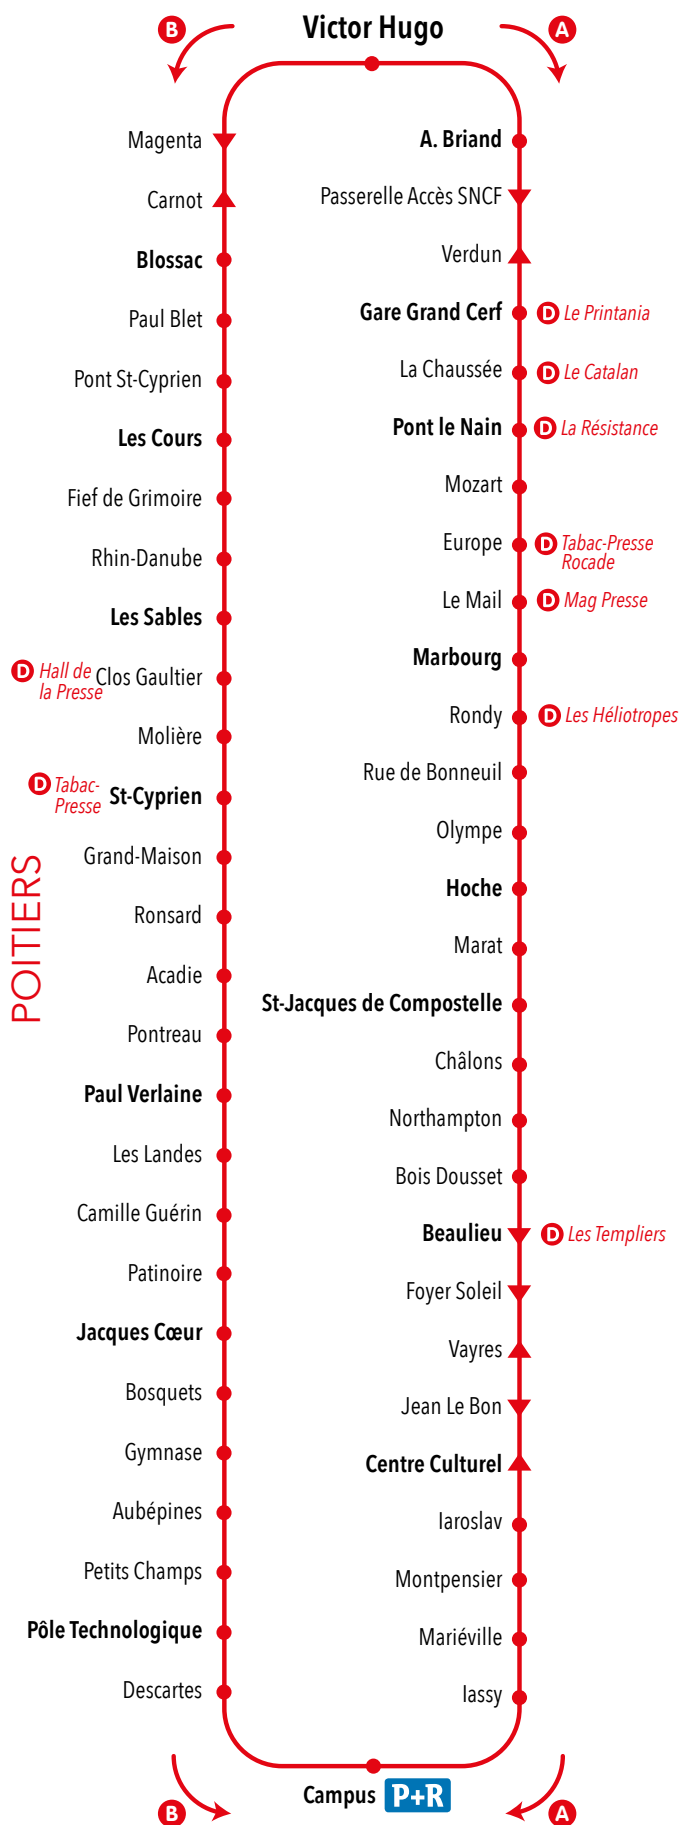 B
Victor Hugo
A
Magenta
Carnot
Blossac
Paul Blet
Pont St-Cyprien
Les Cours
Fief de Grimoire
Rhin-Danube
Les Sables
D Hall de
la Presse
Clos Gaultier
Molière
D Tabac-
Presse
St-Cyprien
Grand-Maison
Ronsard
Acadie
Pontreau
Paul Verlaine
Les Landes
Camille Guérin
Patinoire
Jacques Cœur
Bosquets
Gymnase
Aubépines
Petits Champs
Pôle Technologique
Descartes
POITIERS
A. Briand
Passerelle Accès SNCF
Verdun
Gare Grand Cerf D Le Printania
La Chaussée D Le Catalan
Pont le Nain D La Résistance
Mozart
Europe D Tabac-Presse
Rocade
Le Mail D Mag Presse
Marbourg
Rondy D Les Héliotropes
Rue de Bonneuil
Olympe
Hoche
Marat
St-Jacques de Compostelle
Châlons
Northampton
Bois Dousset
Beaulieu D Les Templiers
Foyer Soleil
Vayres
Jean Le Bon
Centre Culturel
Iaroslav
Montpensier
Mariéville
Iassy
Campus P+R
B
A